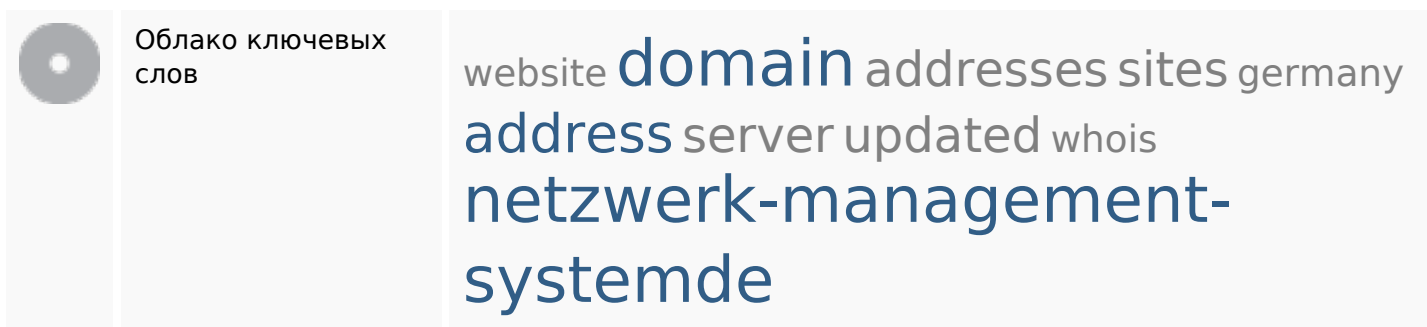 Облако ключевых
слов
website domain addresses sites germany
address server updated whois
netzwerk-management-
systemde